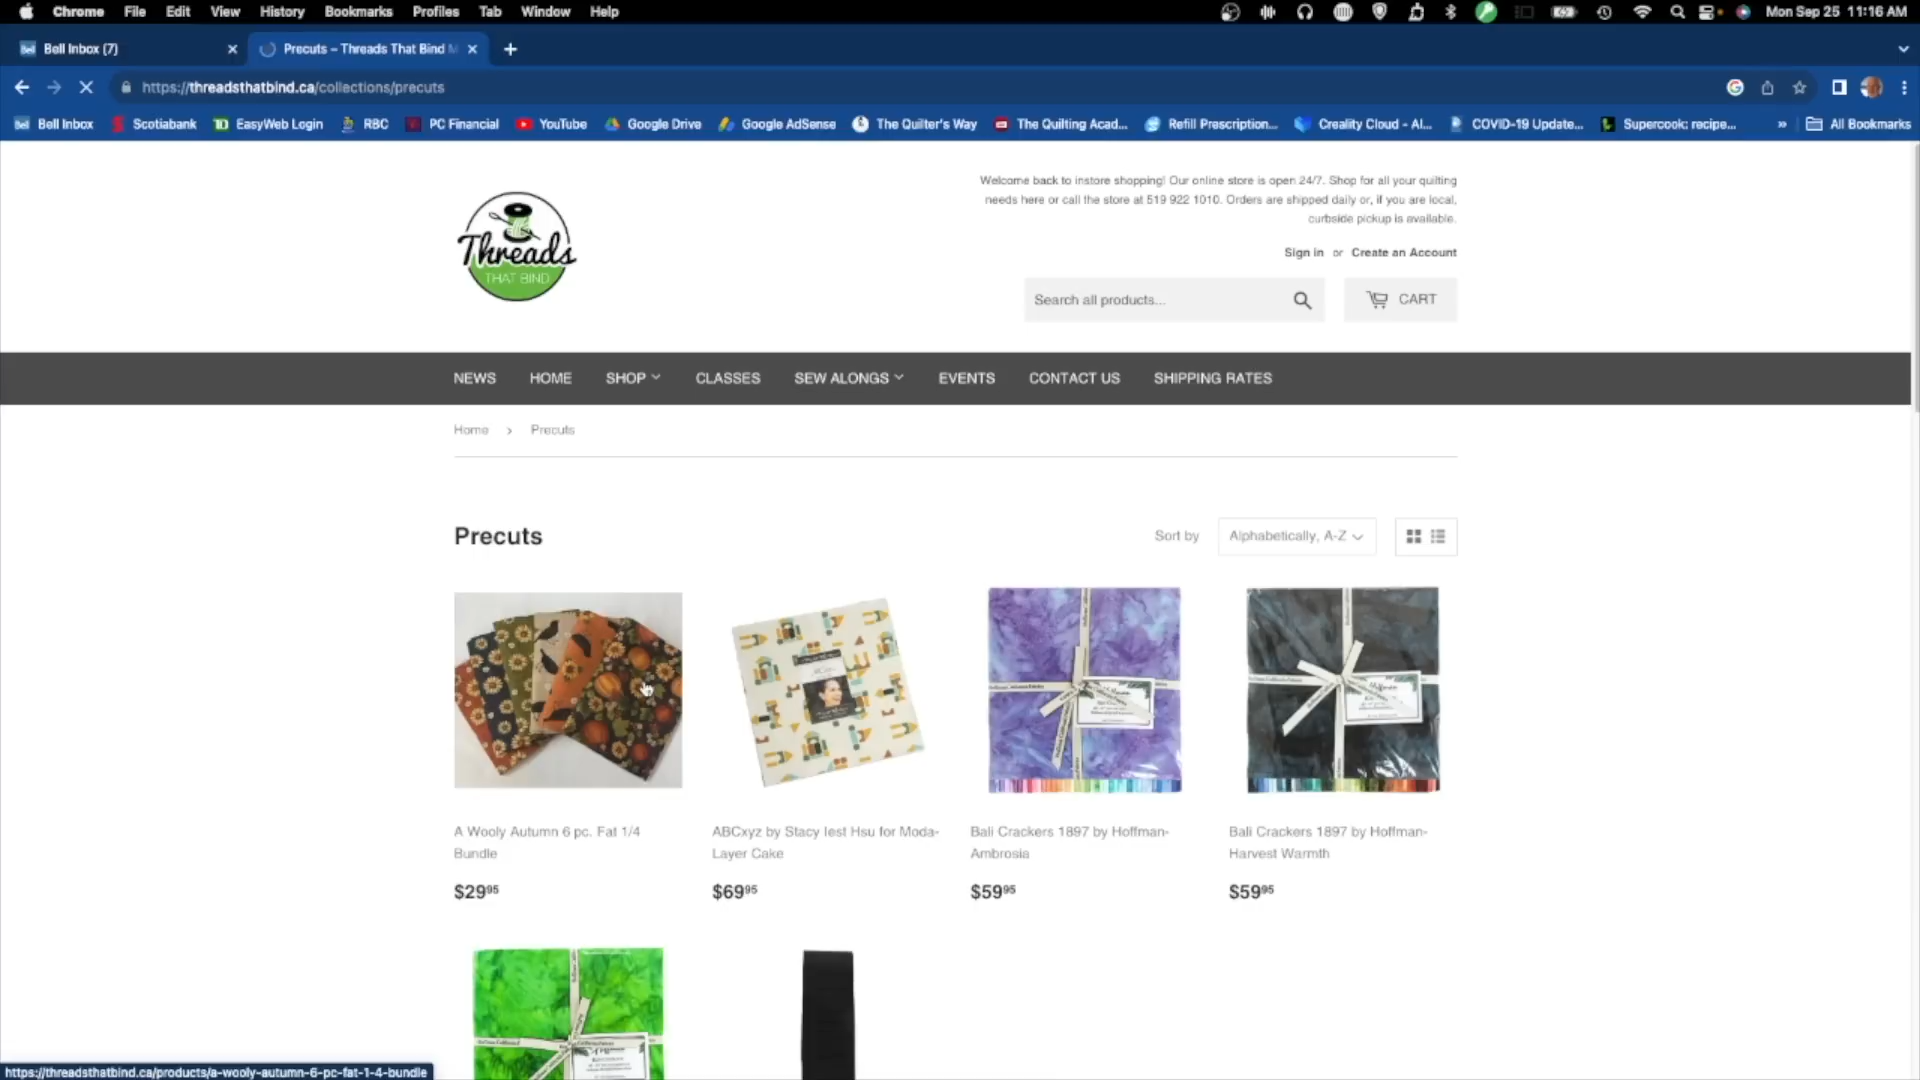 Chrome File Edit View History Bookmarks Profiles Tab Window Help Mon Sep 25 11:16 AM
Bell Inbox (7) Precuts – Threads That Bind
https://threadsthatbind.ca/collections/precuts
Bell Inbox Scotiabank EasyWeb Login RBC PC Financial YouTube Google Drive Google AdSense The Quilter's Way The Quilting Acad... Refill Prescription... Creality Cloud - Al... COVID-19 Update... Supercook: recipe... » All Bookmarks
Welcome back to instore shopping! Our online store is open 24/7. Shop for all your quilting
needs here or call the store at 519 922 1010. Orders are shipped daily or, if you are local,
curbside pickup is available.
Threads
THAT BIND
Sign in or Create an Account
Search all products... CART
NEWS HOME SHOP CLASSES SEW ALONGS EVENTS CONTACT US SHIPPING RATES
Home › Precuts
Precuts
Sort by Alphabetically, A-Z
A Wooly Autumn 6 pc. Fat 1/4
Bundle
$29.95
ABCxyz by Stacy Iest Hsu for Moda-
Layer Cake
$69.95
Bali Crackers 1897 by Hoffman-
Ambrosia
$59.95
Bali Crackers 1897 by Hoffman-
Harvest Warmth
$59.95
https://threadsthatbind.ca/products/a-wooly-autumn-6-pc-fat-1-4-bundle